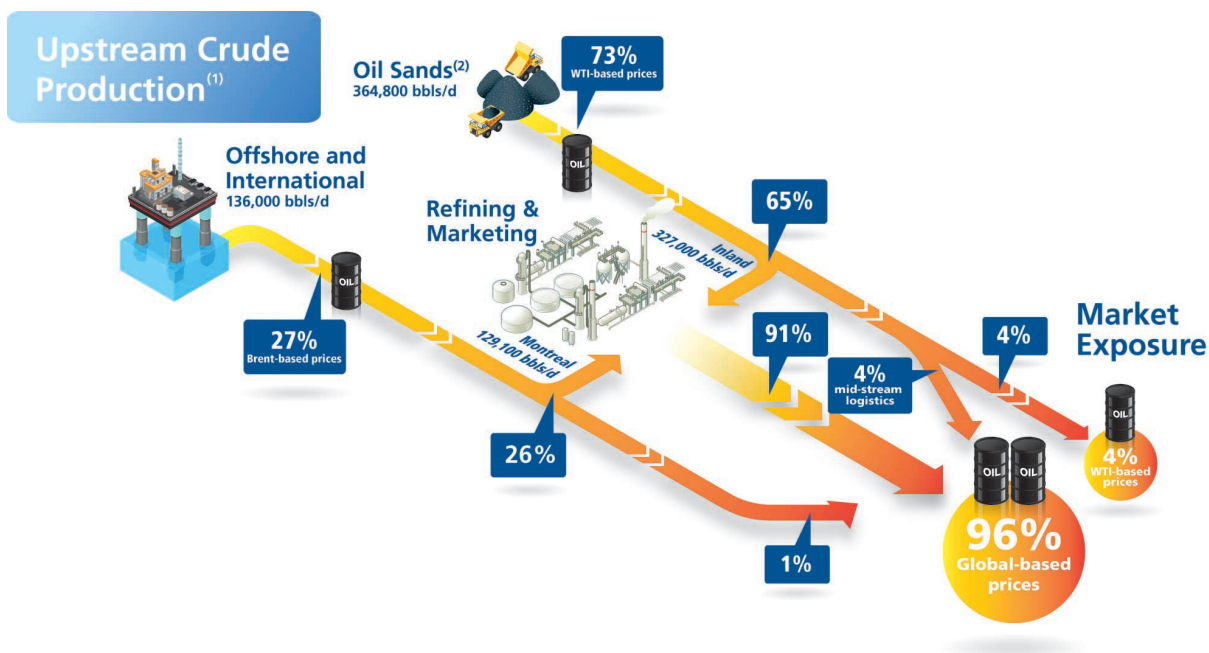 Upstream Crude
Production(1)
Oil Sands(2)
364,800 bbls/d
73%
WTI-based prices
OIL
Offshore and
International
136,000 bbls/d
OIL
27%
Brent-based prices
Refining &
Marketing
Inland
327,000 bbls/d
65%
Montreal
129,100 bbls/d
26%
91%
4%
mid-stream
logistics
4%
Market
Exposure
OIL
4%
WTI-based
prices
OIL OIL
96%
Global-based
prices
1%